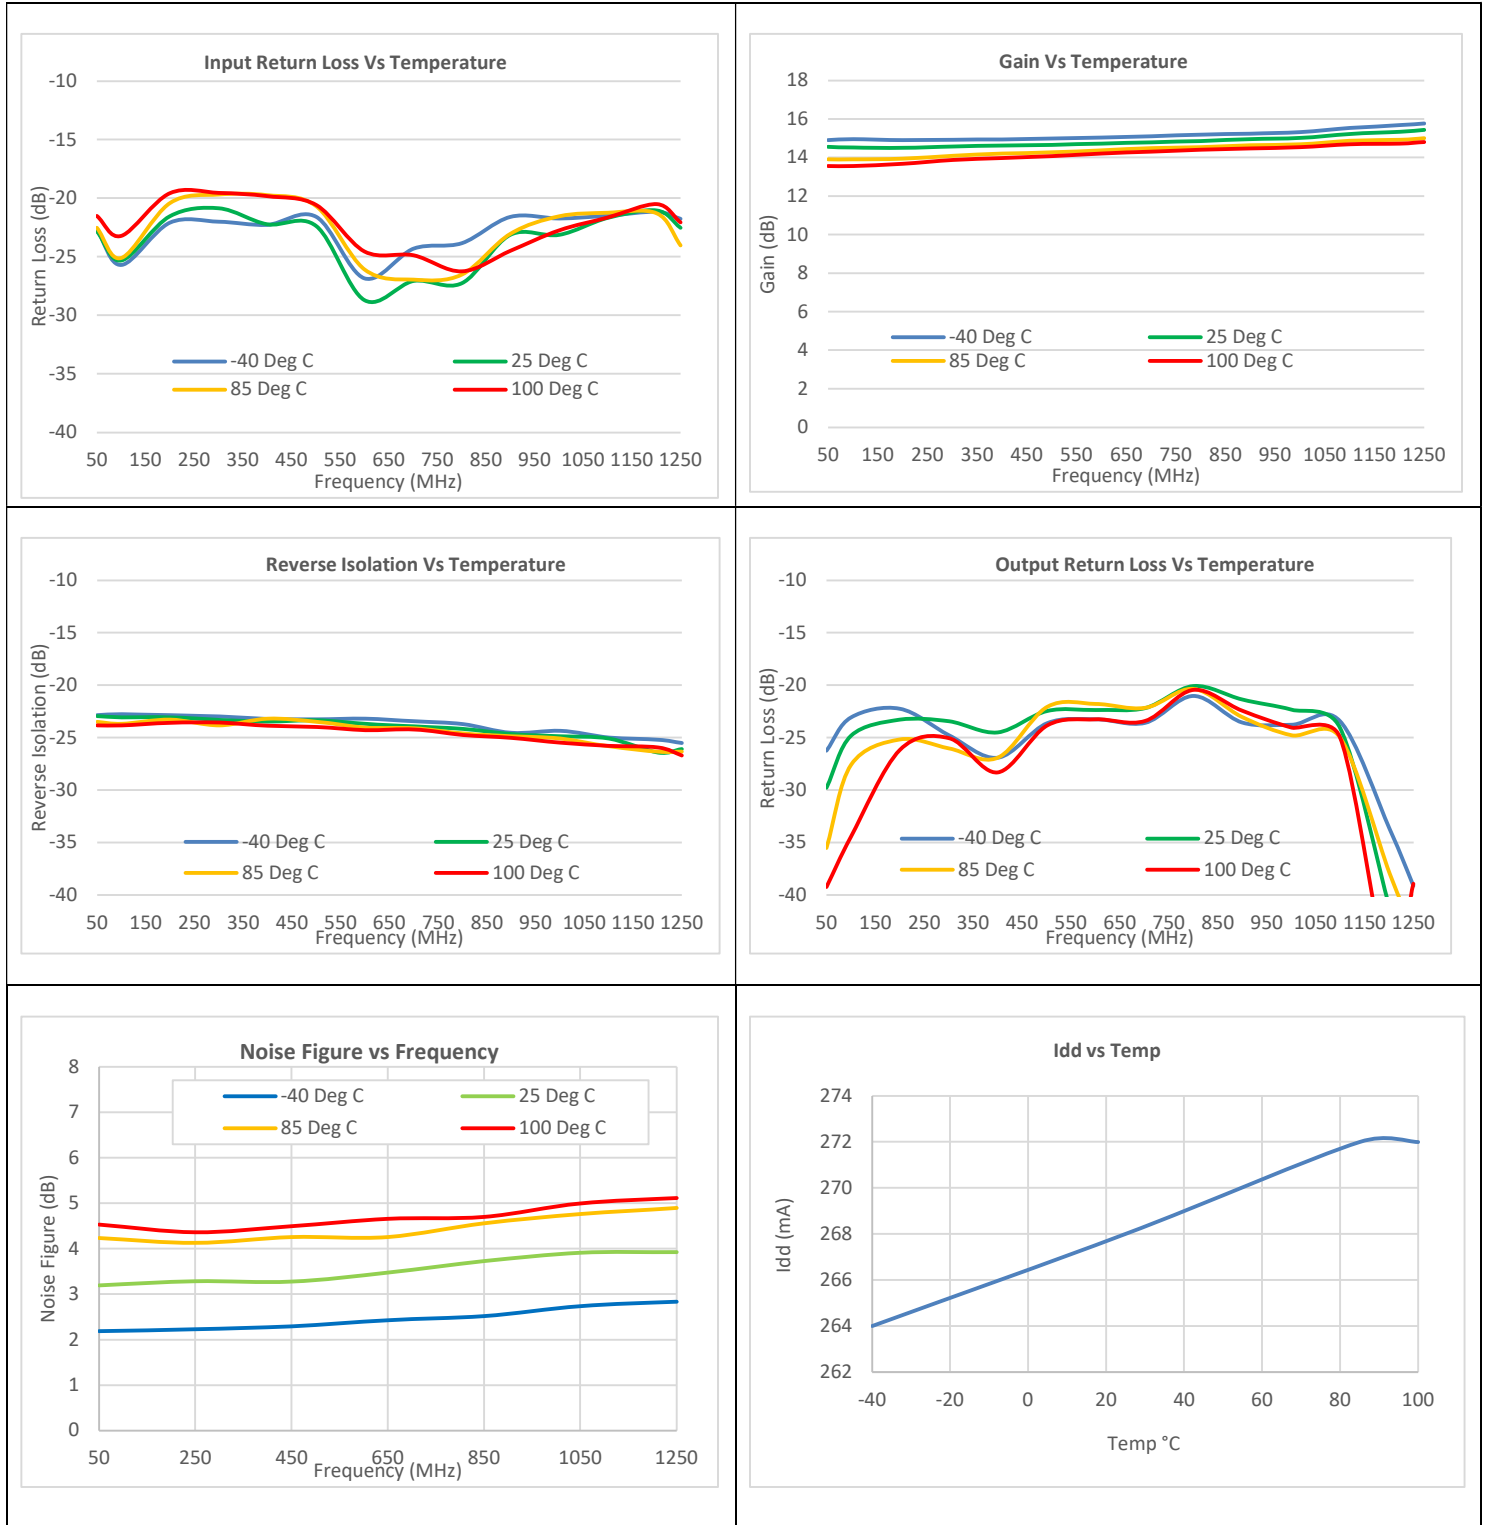 Input Return Loss Vs Temperature
-10
-15
-20
-25
-30
-35
-40
Return Loss (dB)
-40 Deg C 25 Deg C
85 Deg C 100 Deg C
50 150 250 350 450 550 650 750 850 950 1050 1150 1250
Frequency (MHz)
Gain Vs Temperature
18
16
14
12
10
8
6
4
2
0
Gain (dB)
-40 Deg C 25 Deg C
85 Deg C 100 Deg C
50 150 250 350 450 550 650 750 850 950 1050 1150 1250
Frequency (MHz)
Reverse Isolation Vs Temperature
-10
-15
-20
-25
-30
-35
-40
Reverse Isolation (dB)
-40 Deg C 25 Deg C
85 Deg C 100 Deg C
50 150 250 350 450 550 650 750 850 950 1050 1150 1250
Frequency (MHz)
Output Return Loss Vs Temperature
-10
-15
-20
-25
-30
-35
-40
Return Loss (dB)
-40 Deg C 25 Deg C
85 Deg C 100 Deg C
50 150 250 350 450 550 650 750 850 950 1050 1150 1250
Frequency (MHz)
Noise Figure vs Frequency
8
7
6
5
4
3
2
1
0
Noise Figure (dB)
-40 Deg C 25 Deg C
85 Deg C 100 Deg C
50 250 450 650 850 1050 1250
Frequency (MHz)
Idd vs Temp
274
272
270
268
266
264
262
Idd (mA)
-40 -20 0 20 40 60 80 100
Temp °C